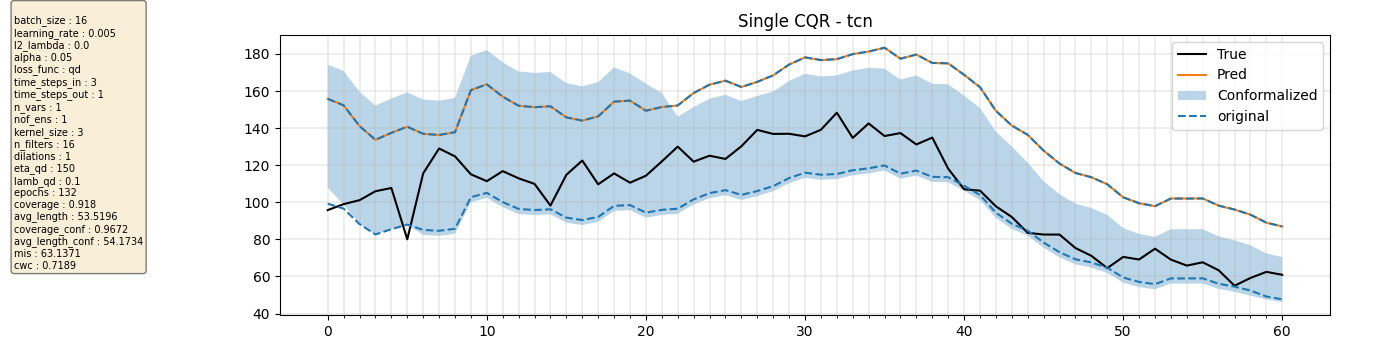 batch_size : 16
learning_rate : 0.005
l2_lambda : 0.0
alpha : 0.05
loss_func : qd
time_steps_in : 3
time_steps_out : 1
n_vars : 1
nof_ens : 1
kernel_size : 3
n_filters : 16
dilations : 1
eta_qd : 150
lamb_qd : 0.1
epochs : 132
coverage : 0.918
avg_length : 53.5196
coverage_conf : 0.9672
avg_length_conf : 54.1734
mis : 63.1371
cwc : 0.7189
Single CQR - tcn
180
160
140
120
100
80
60
40
0 10 20 30 40 50 60
True
Pred
Conformalized
original